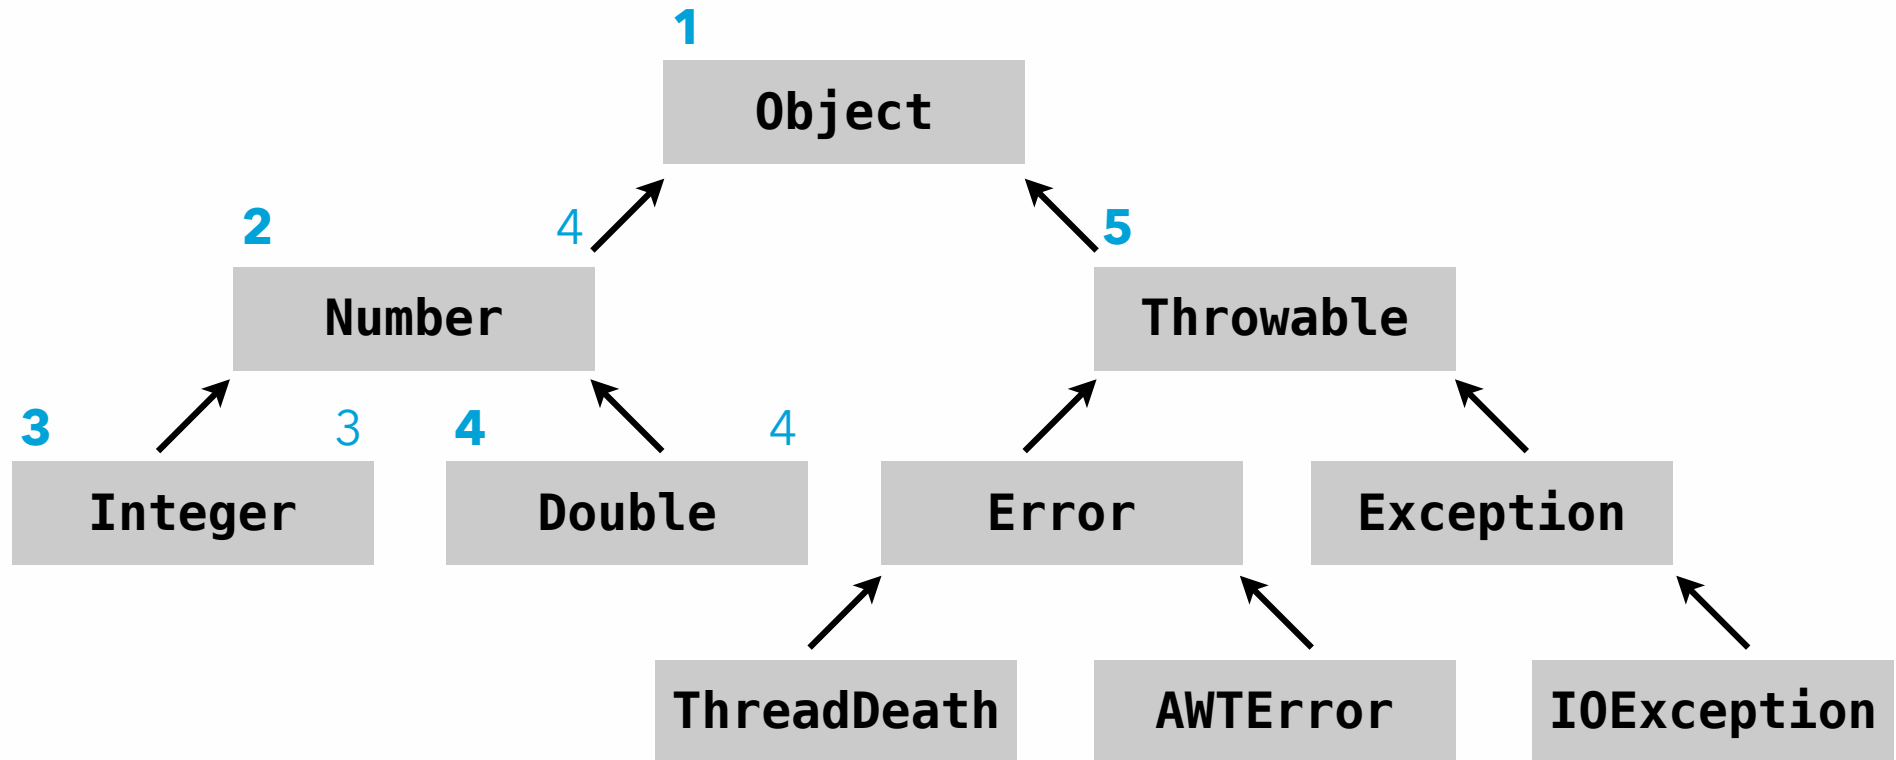 1
Object
2 4 5
Number Throwable
3 3 4 4
Integer Double Error Exception
ThreadDeath AWTError IOException